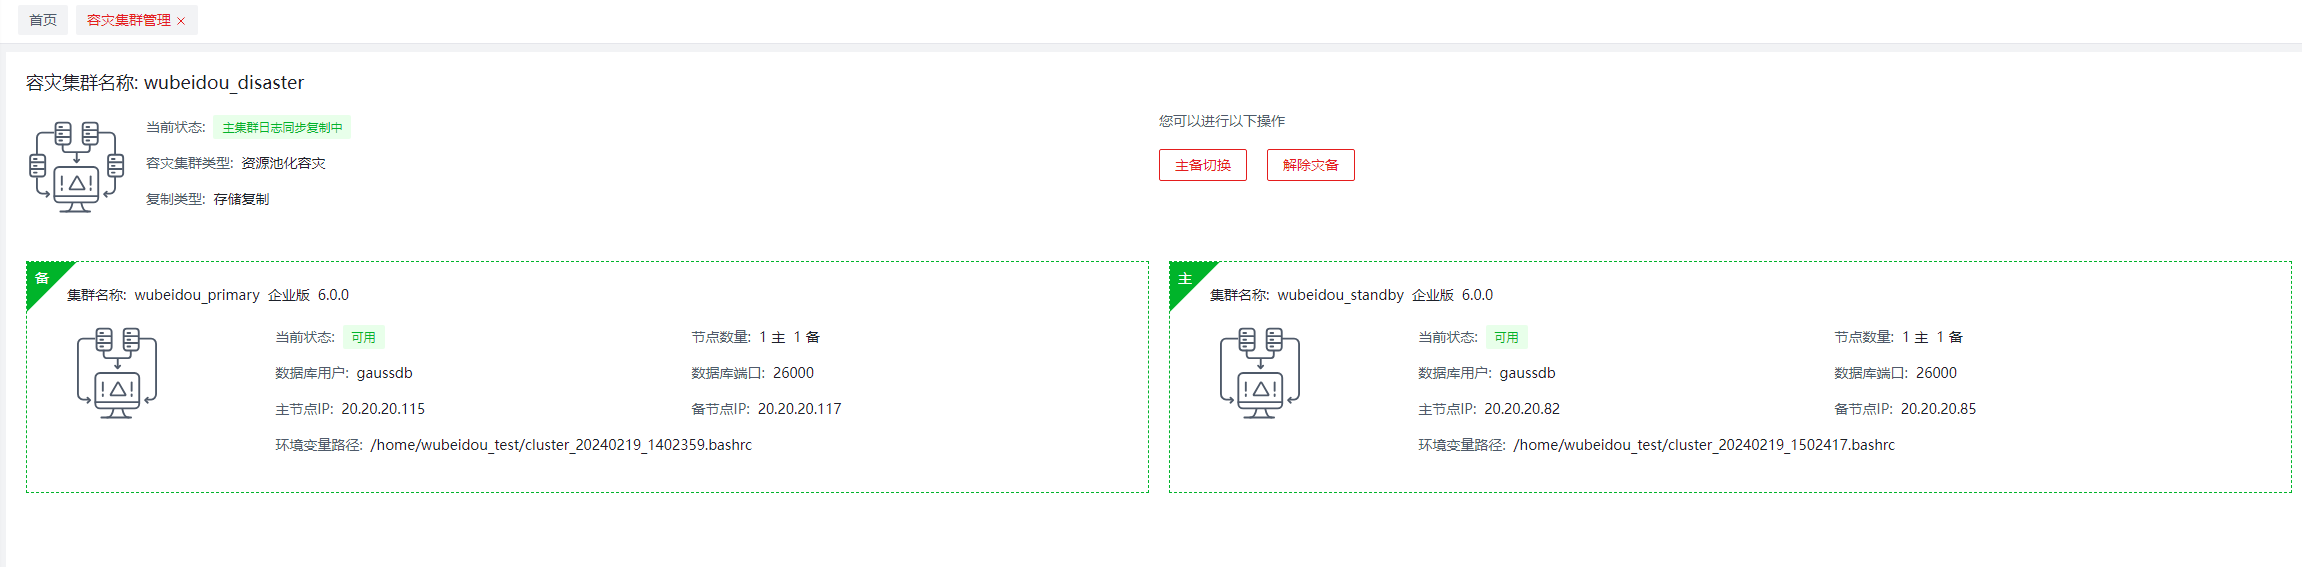 首页 容灾集群管理 ×
容灾集群名称: wubeidou_disaster
当前状态: 主集群日志同步复制中
容灾集群类型: 资源池化容灾
复制类型: 存储复制
您可以进行以下操作
主备切换 解除灾备
备
集群名称: wubeidou_primary 企业版 6.0.0
当前状态: 可用 节点数量: 1 主 1 备
数据库用户: gaussdb 数据库端口: 26000
主节点IP: 20.20.20.115 备节点IP: 20.20.20.117
环境变量路径: /home/wubeidou_test/cluster_20240219_1402359.bashrc
主
集群名称: wubeidou_standby 企业版 6.0.0
当前状态: 可用 节点数量: 1 主 1 备
数据库用户: gaussdb 数据库端口: 26000
主节点IP: 20.20.20.82 备节点IP: 20.20.20.85
环境变量路径: /home/wubeidou_test/cluster_20240219_1502417.bashrc